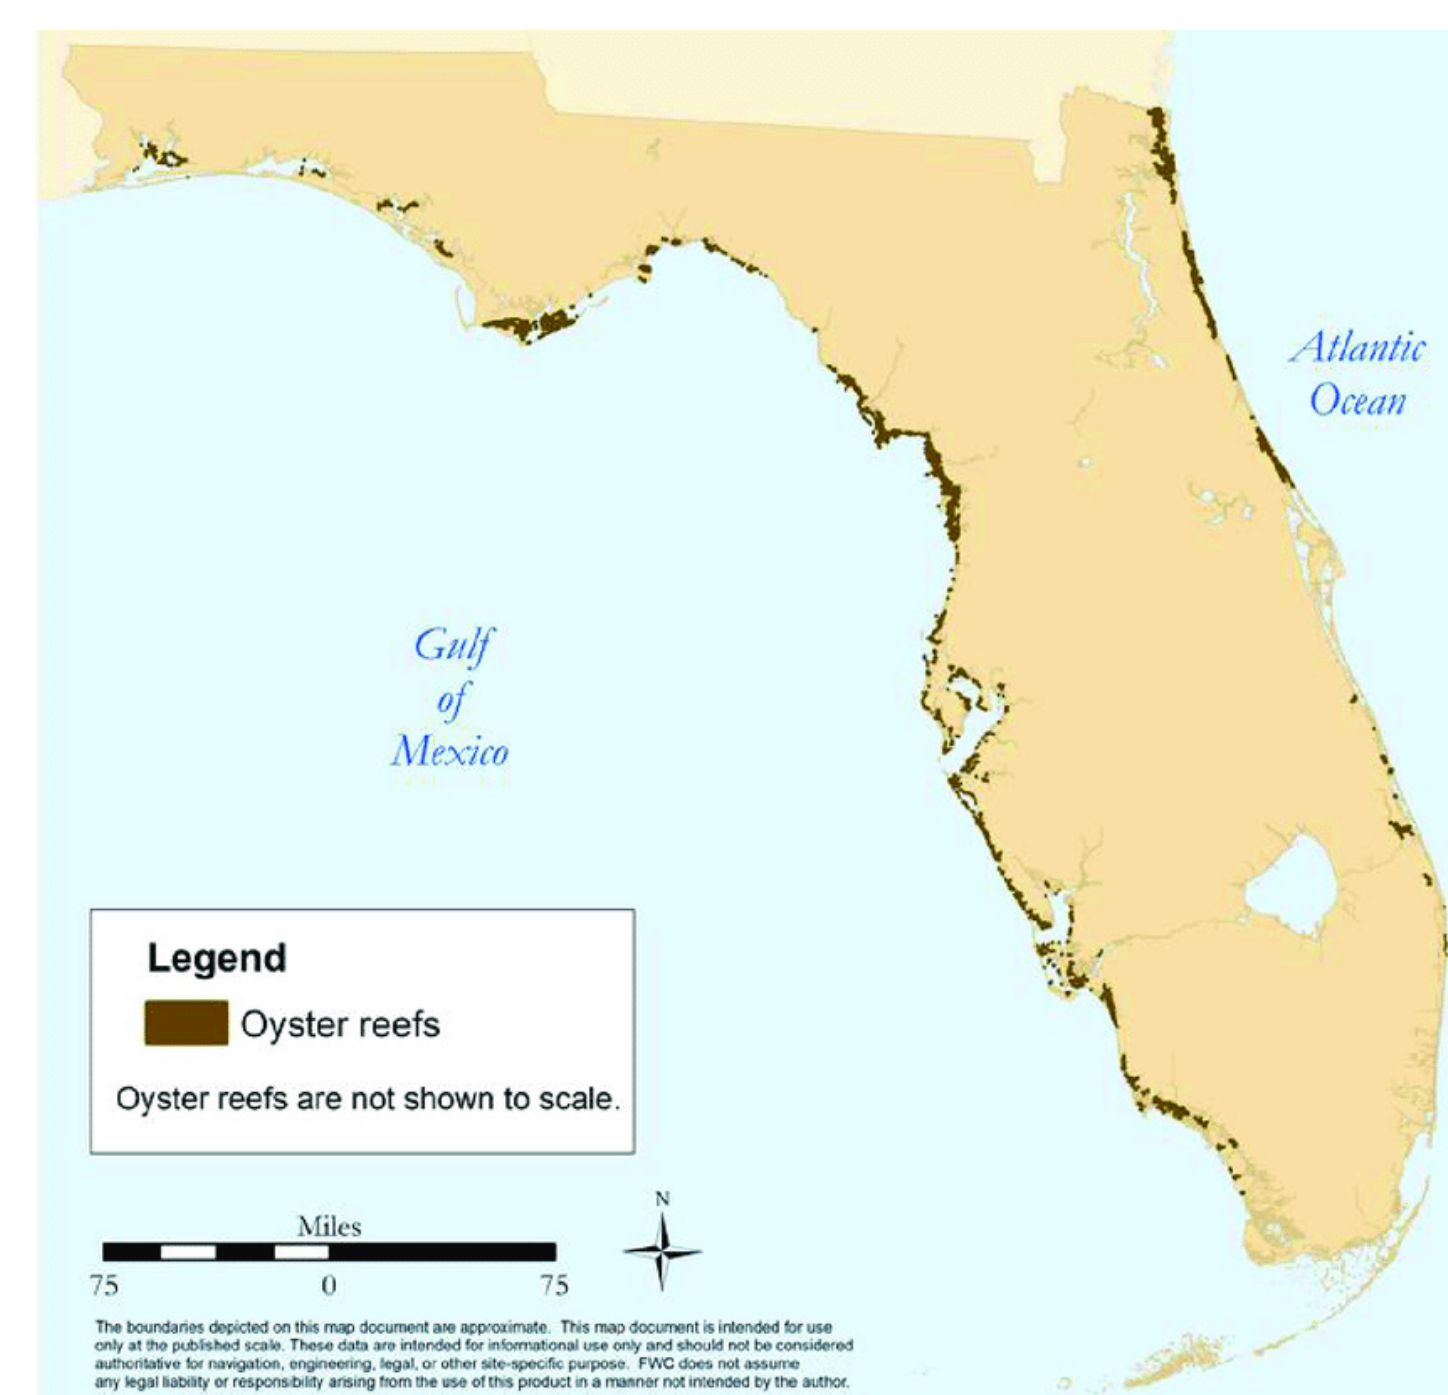 Atlantic
Ocean
Gulf
of
Mexico
Legend
Oyster reefs
Oyster reefs are not shown to scale.
Miles
75 0 75
N
The boundaries depicted on this map document are approximate. This map document is intended for use
only at the published scale. These data are intended for informational use only and should not be considered
authoritative for navigation, engineering, legal, or other site-specific purpose. FWC does not assume
any legal liability or responsibility arising from the use of this product in a manner not intended by the author.